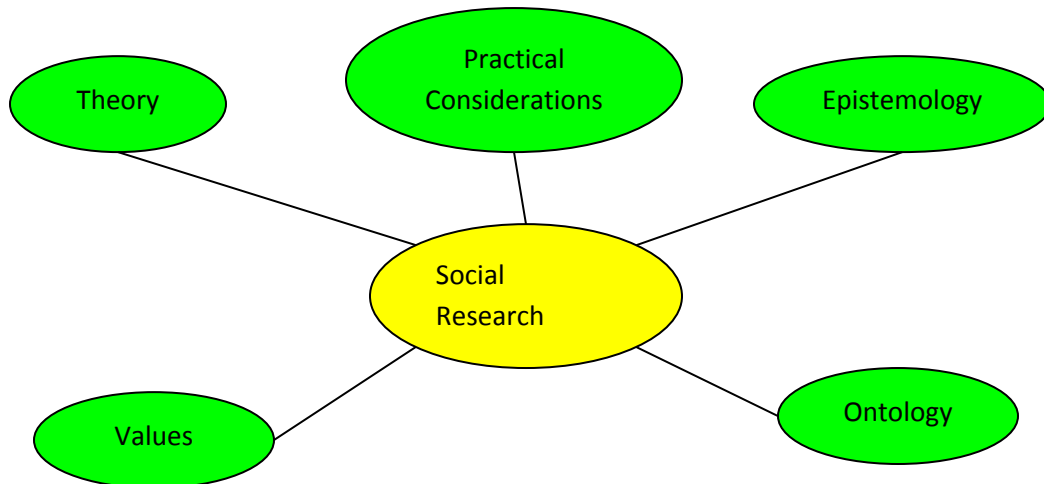 Theory
Practical
Considerations
Epistemology
Social
Research
Values
Ontology